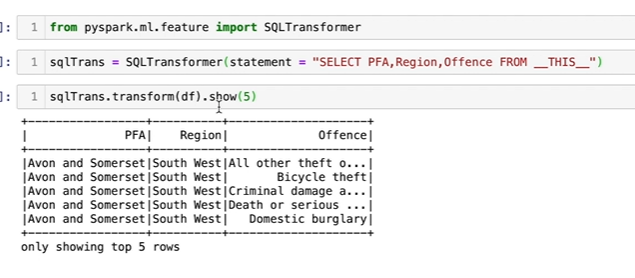 ]: 1 from pyspark.ml.feature import SQLTransformer
]: 1 sqlTrans = SQLTransformer(statement = "SELECT PFA,Region,Offence FROM __THIS__")
]: 1 sqlTrans.transform(df).show(5)
+------------------+----------+--------------------+
|               PFA|    Region|             Offence|
+------------------+----------+--------------------+
|Avon and Somerset|South West|All other theft o...|
|Avon and Somerset|South West|       Bicycle theft|
|Avon and Somerset|South West|Criminal damage a...|
|Avon and Somerset|South West|Death or serious ...|
|Avon and Somerset|South West|   Domestic burglary|
+------------------+----------+--------------------+
only showing top 5 rows